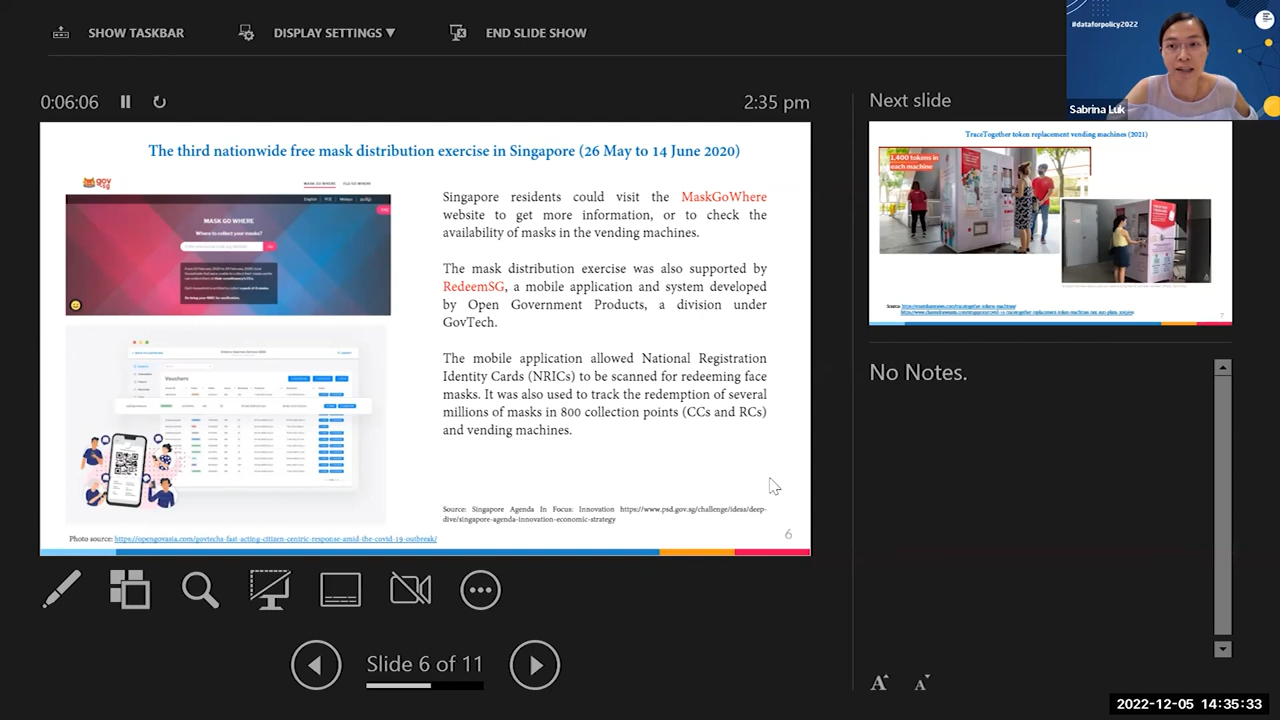 SHOW TASKBAR
DISPLAY SETTINGS ▼
END SLIDE SHOW
#dataforpolicy2022
Sabrina Luk
0:06:06
2:35 pm
Next slide
The third nationwide free mask distribution exercise in Singapore (26 May to 14 June 2020)
MASK GO WHERE
Where to collect your masks?
Vouchers
Singapore residents could visit the MaskGoWhere
website to get more information, or to check the
availability of masks in the vending machines.
The mask distribution exercise was also supported by
RedeemSG, a mobile application and system developed
by Open Government Products, a division under
GovTech.
The mobile application allowed National Registration
Identity Cards (NRICs) to be scanned for redeeming face
masks. It was also used to track the redemption of several
millions of masks in 800 collection points (CCs and RCs)
and vending machines.
Source: Singapore Agenda In Focus: Innovation https://www.psd.gov.sg/challenge/ideas/deep-
dive/singapore-agenda-innovation-economic-strategy
Photo source: https://opengovasia.com/govtechs-fast-acting-citizen-centric-response-amid-the-covid-19-outbreak/
6
TraceTogether token replacement vending machines (2021)
1,400 tokens in
each machine
Source:
7
No Notes.
Slide 6 of 11
A A
2022-12-05 14:35:33